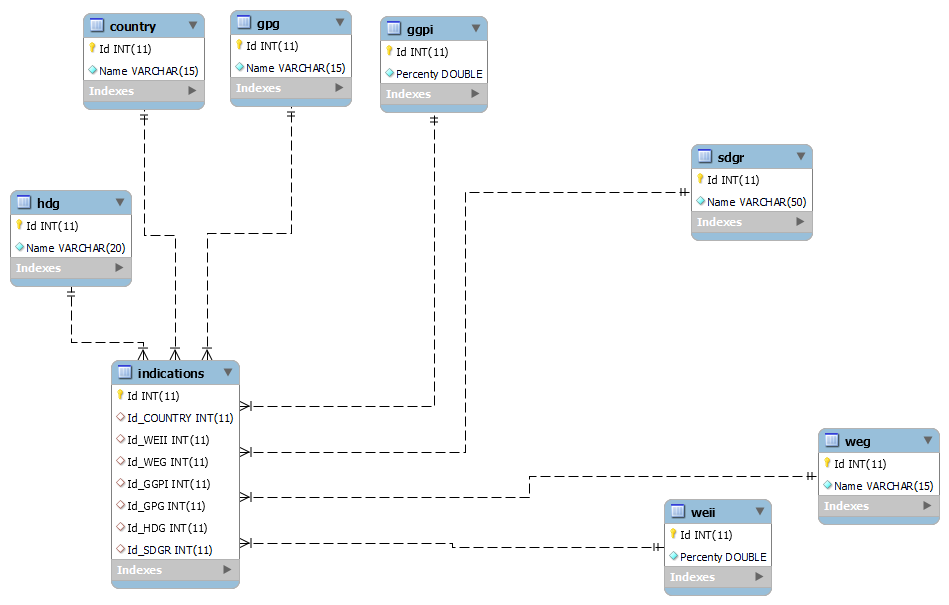 country
Id INT(11)
Name VARCHAR(15)
Indexes
gpg
Id INT(11)
Name VARCHAR(15)
Indexes
ggpi
Id INT(11)
Percenty DOUBLE
Indexes
sdgr
Id INT(11)
Name VARCHAR(50)
Indexes
hdg
Id INT(11)
Name VARCHAR(20)
Indexes
indications
Id INT(11)
Id_COUNTRY INT(11)
Id_WEII INT(11)
Id_WEG INT(11)
Id_GGPI INT(11)
Id_GPG INT(11)
Id_HDG INT(11)
Id_SDGR INT(11)
Indexes
weg
Id INT(11)
Name VARCHAR(15)
Indexes
weii
Id INT(11)
Percenty DOUBLE
Indexes